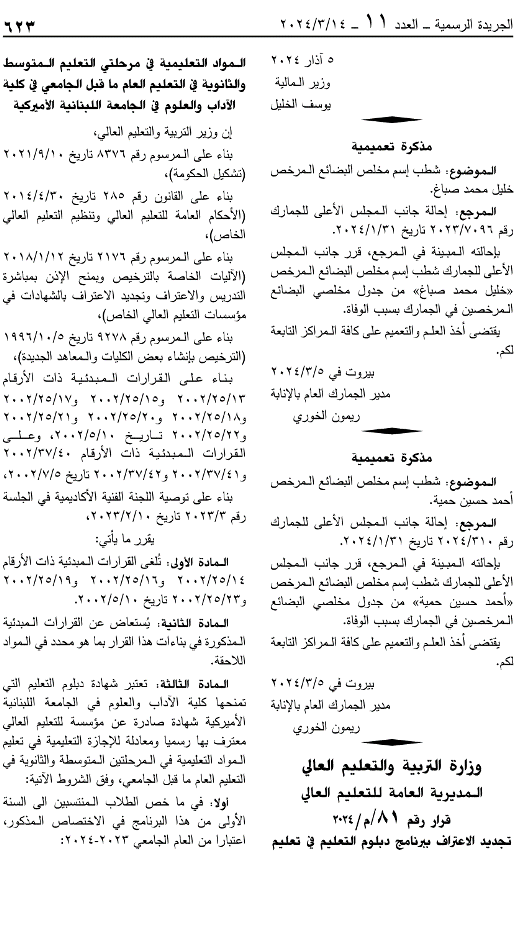 الجريدة الرسمية ــ العدد ١١ ــ ٢٠٢٤/٣/١٤
٦٢٣
٥ آذار ٢٠٢٤
وزير المالية
يوسف الخليل
مذكرة تعميمية
الموضوع: شطب إسم مخلص البضائع المرخص
خليل محمد صباغ.
المرجع: إحالة جانب المجلس الأعلى للجمارك
رقم ٢٠٢٣/٧٠٩٦ تاريخ ٢٠٢٤/١/٣١.
بإحالته المبينة في المرجع، قرر جانب المجلس
الأعلى للجمارك شطب إسم مخلص البضائع المرخص
«خليل محمد صباغ» من جدول مخلصي البضائع
المرخصين في الجمارك بسبب الوفاة.
يقتضى أخذ العلم والتعميم على كافة المراكز التابعة
لكم.
بيروت في ٢٠٢٤/٣/٥
مدير الجمارك العام بالإنابة
ريمون الخوري
مذكرة تعميمية
الموضوع: شطب إسم مخلص البضائع المرخص
أحمد حسين حمية.
المرجع: إحالة جانب المجلس الأعلى للجمارك
رقم ٢٠٢٤/٣١٠ تاريخ ٢٠٢٤/١/٣١.
بإحالته المبينة في المرجع، قرر جانب المجلس
الأعلى للجمارك شطب إسم مخلص البضائع المرخص
«أحمد حسين حمية» من جدول مخلصي البضائع
المرخصين في الجمارك بسبب الوفاة.
يقتضى أخذ العلم والتعميم على كافة المراكز التابعة
لكم.
بيروت في ٢٠٢٤/٣/٥
مدير الجمارك العام بالإنابة
ريمون الخوري
وزارة التربية والتعليم العالي
المديرية العامة للتعليم العالي
قرار رقم ٨١/م/٢٠٢٤
تجديد الاعتراف ببرنامج دبلوم التعليم في تعليم
المواد التعليمية في مرحلتي التعليم المتوسط
والثانوية في التعليم العام ما قبل الجامعي في كلية
الآداب والعلوم في الجامعة اللبنانية الأميركية
إن وزير التربية والتعليم العالي،
بناء على المرسوم رقم ٨٣٧٦ تاريخ ٢٠٢١/٩/١٠
(تشكيل الحكومة)،
بناء على القانون رقم ٢٨٥ تاريخ ٢٠١٤/٤/٣٠
(الأحكام العامة للتعليم العالي وتنظيم التعليم العالي
الخاص)،
بناء على المرسوم رقم ٢١٧٦ تاريخ ٢٠١٨/١/١٢
(الآليات الخاصة بالترخيص وبمنح الإذن بمباشرة
التدريس والاعتراف وتجديد الاعتراف بالشهادات في
مؤسسات التعليم العالي الخاص)،
بناء على المرسوم رقم ٩٢٧٨ تاريخ ١٩٩٦/١٠/٥
(الترخيص بإنشاء بعض الكليات والمعاهد الجديدة)،
بناء على القرارات المبدئية ذات الأرقام
٢٠٠٢/٢٥/١٣ و٢٠٠٢/٢٥/١٥ و٢٠٠٢/٢٥/١٧
و٢٠٠٢/٢٥/١٨ و٢٠٠٢/٢٥/٢٠ و٢٠٠٢/٢٥/٢١
و٢٠٠٢/٢٥/٢٢ تاريخ ٢٠٠٢/٥/١٠، وعلى
القرارات المبدئية ذات الأرقام ٢٠٠٢/٣٧/٤٠
و٢٠٠٢/٣٧/٤١ و٢٠٠٢/٣٧/٤٢ تاريخ ٢٠٠٢/٧/٥،
بناء على توصية اللجنة الفنية الأكاديمية في الجلسة
رقم ٢٠٢٣/٣ تاريخ ٢٠٢٣/٢/١٠،
يقرر ما يأتي:
المادة الأولى: تُلغى القرارات المبدئية ذات الأرقام
٢٠٠٢/٢٥/١٤ و٢٠٠٢/٢٥/١٦ و٢٠٠٢/٢٥/١٩
و٢٠٠٢/٢٥/٢٣ تاريخ ٢٠٠٢/٥/١٠.
المادة الثانية: يُستعاض عن القرارات المبدئية
المذكورة في بناءات هذا القرار بما هو محدد في المواد
اللاحقة.
المادة الثالثة: تعتبر شهادة دبلوم التعليم التي
تمنحها كلية الآداب والعلوم في الجامعة اللبنانية
الأميركية شهادة صادرة عن مؤسسة للتعليم العالي
معترف بها رسميا ومعادلة للإجازة التعليمية في تعليم
المواد التعليمية في المرحلتين المتوسطة والثانوية في
التعليم العام ما قبل الجامعي، وفق الشروط الآتية:
اولا: في ما خص الطلاب المنتسبين الى السنة
الأولى من هذا البرنامج في الاختصاص المذكور،
اعتبارا من العام الجامعي ٢٠٢٣-٢٠٢٤: